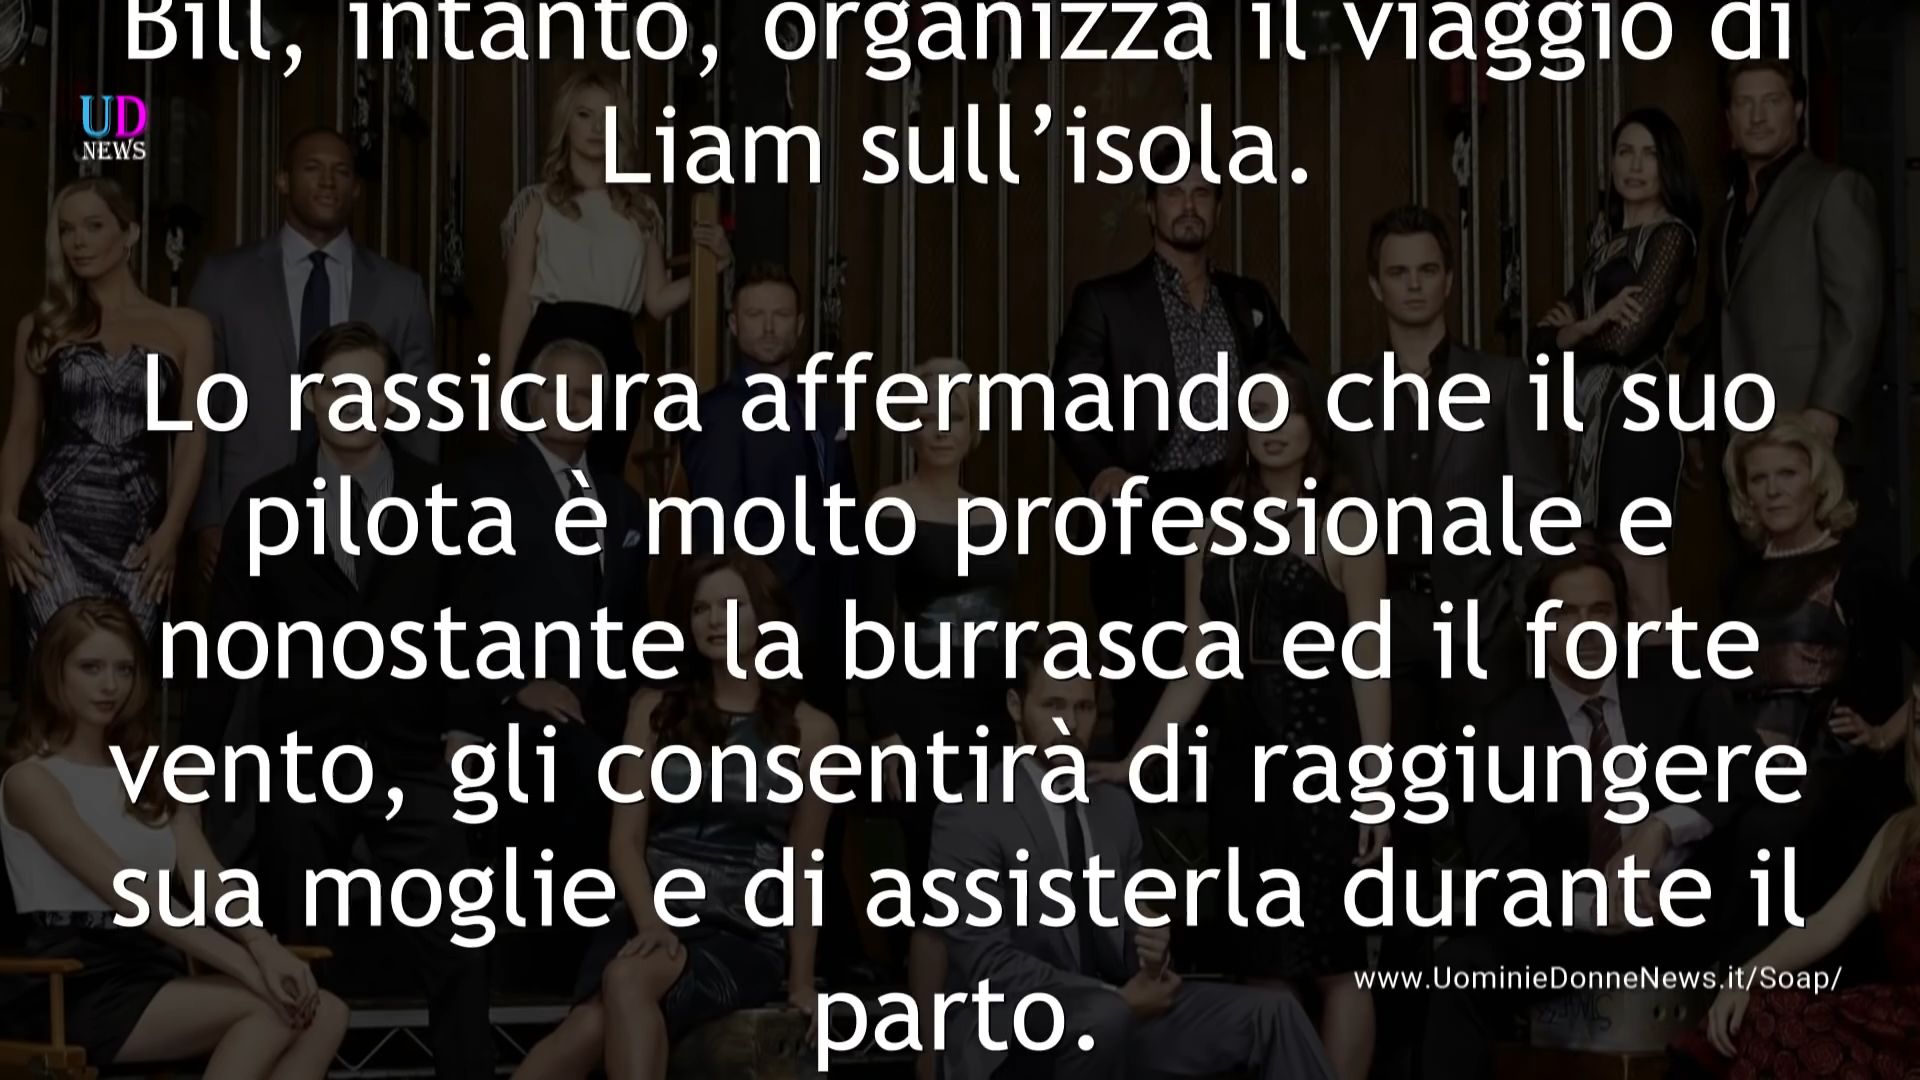 Bill, intanto, organizza il viaggio di
Liam sull’isola.
UD
NEWS
Lo rassicura affermando che il suo
pilota è molto professionale e
nonostante la burrasca ed il forte
vento, gli consentirà di raggiungere
sua moglie e di assisterla durante il
parto.
www.UominieDonneNews.it/Soap/